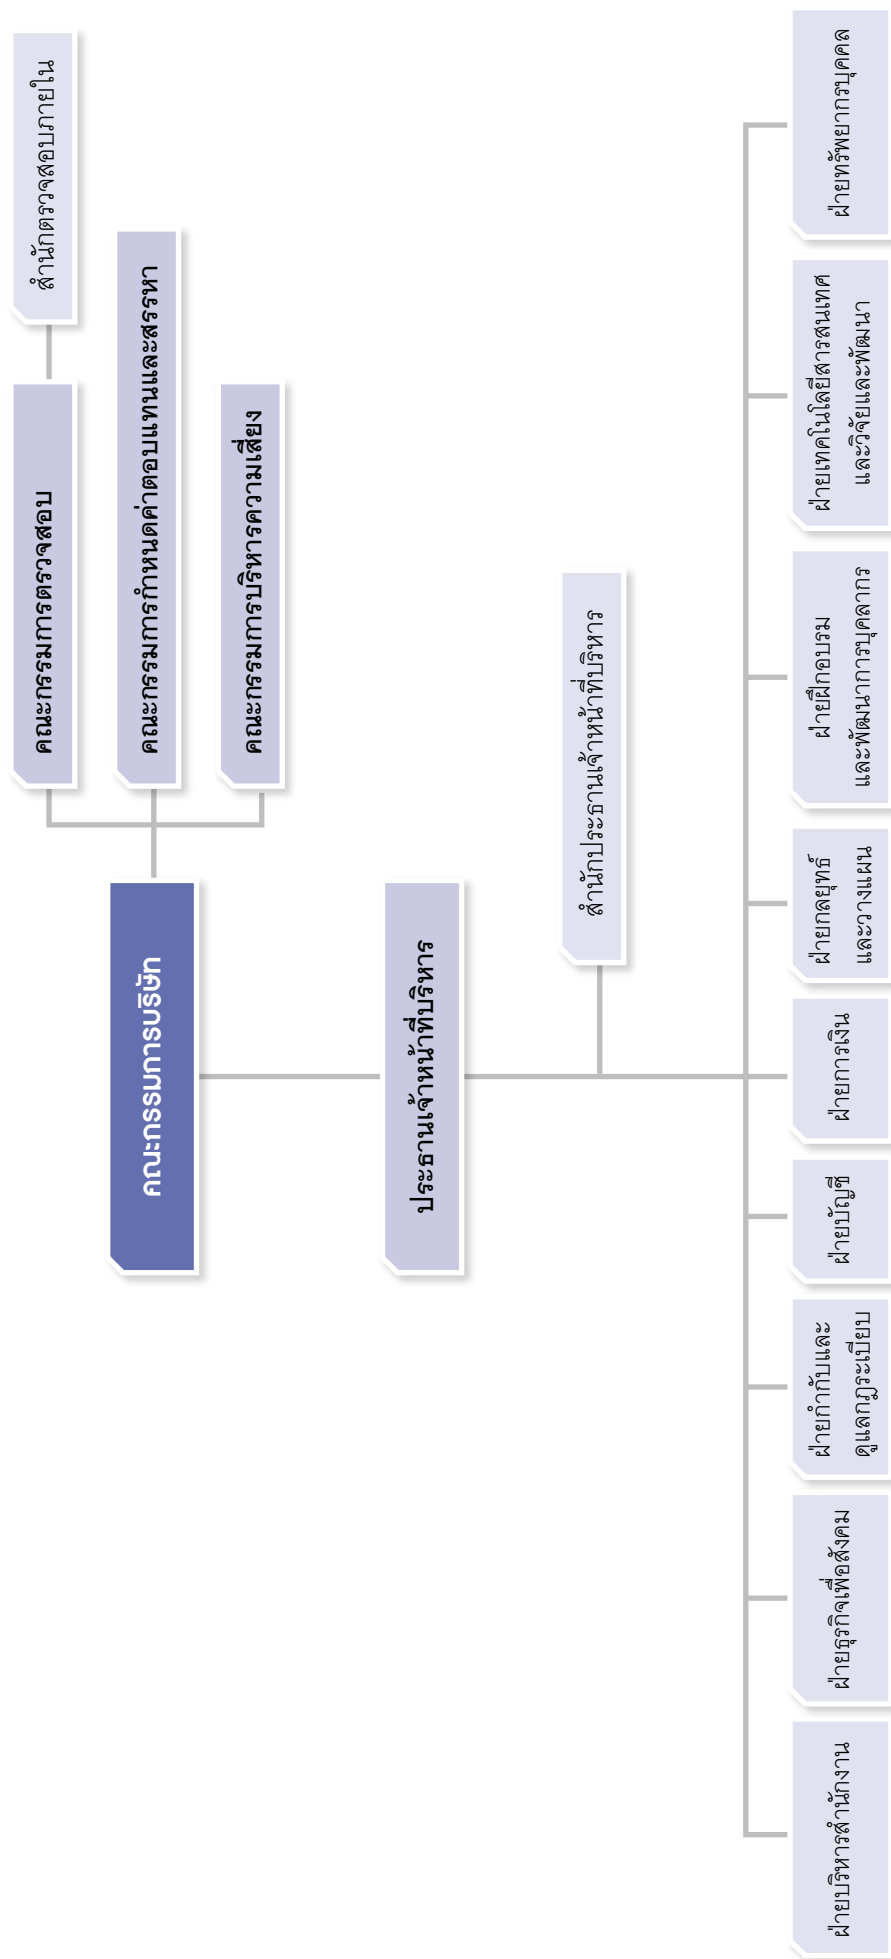 คณะกรรมการตรวจสอบ
สำนักตรวจสอบภายใน
คณะกรรมการบริษัท
คณะกรรมการกำหนดค่าตอบแทนและสรรหา
คณะกรรมการบริหารความเสี่ยง
ประธานเจ้าหน้าที่บริหาร
สำนักประธานเจ้าหน้าที่บริหาร
ฝ่ายบริหารสำนักงาน
ฝ่ายธุรกิจเพื่อสังคม
ฝ่ายกำกับและ
ดูแลกฎระเบียบ
ฝ่ายบัญชี
ฝ่ายการเงิน
ฝ่ายกลยุทธ์
และวางแผน
ฝ่ายฝึกอบรม
และพัฒนาการบุคลากร
ฝ่ายเทคโนโลยีสารสนเทศ
และวิจัยและพัฒนา
ฝ่ายทรัพยากรบุคคล